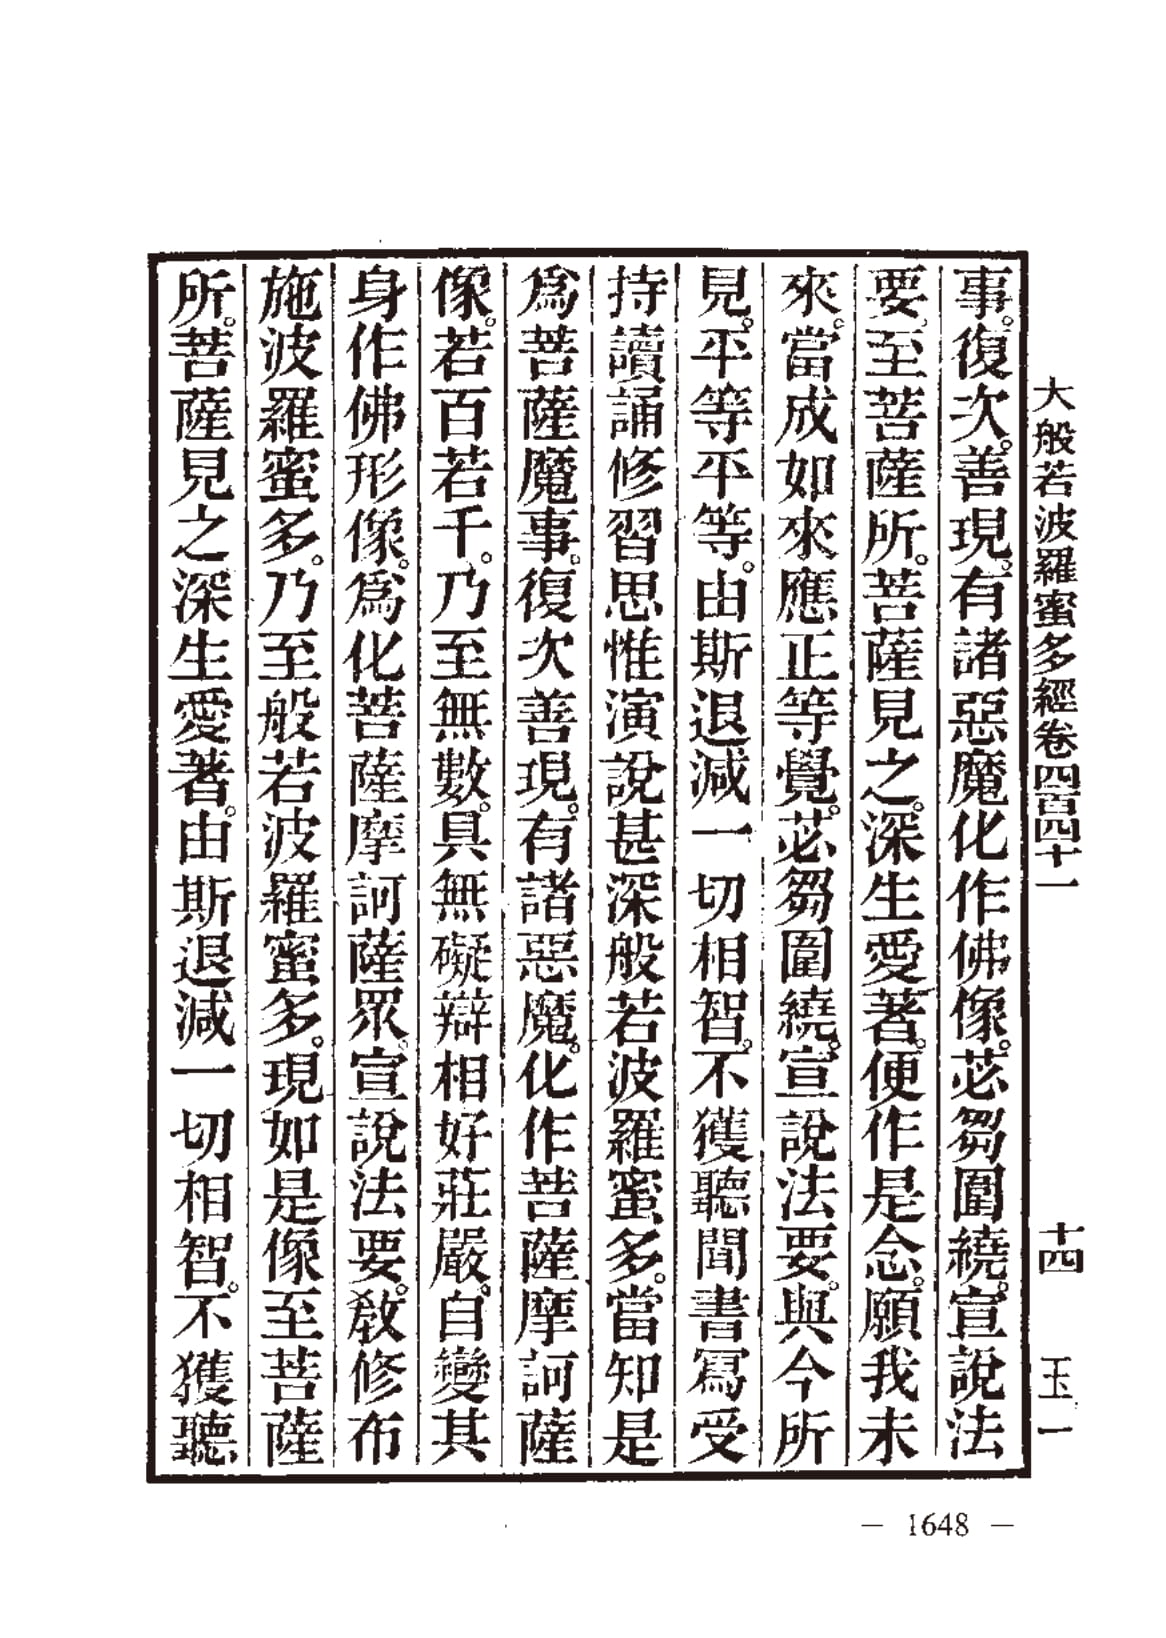 大般若波羅蜜多經卷四百四十一　十四　玉一
事。復次。善現。有諸惡魔化作佛像。苾芻圍繞。宣說法
要。至菩薩所。菩薩見之。深生愛著。便作是念。願我未
來。當成如來應正等覺。苾芻圍繞。宣說法要。與今所
見。平等平等。由斯退減一切相智。不獲聽聞書寫受
持讀誦修習思惟演說甚深般若波羅蜜多。當知是
爲菩薩魔事。復次善現。有諸惡魔。化作菩薩摩訶薩
像。若百若千。乃至無數。具無礙辯相好莊嚴。自變其
身作佛形像。爲化菩薩摩訶薩眾。宣說法要。敎修布
施波羅蜜多。乃至般若波羅蜜多。現如是像至菩薩
所。菩薩見之深生愛著。由斯退減一切相智。不獲聽
— 1648 —